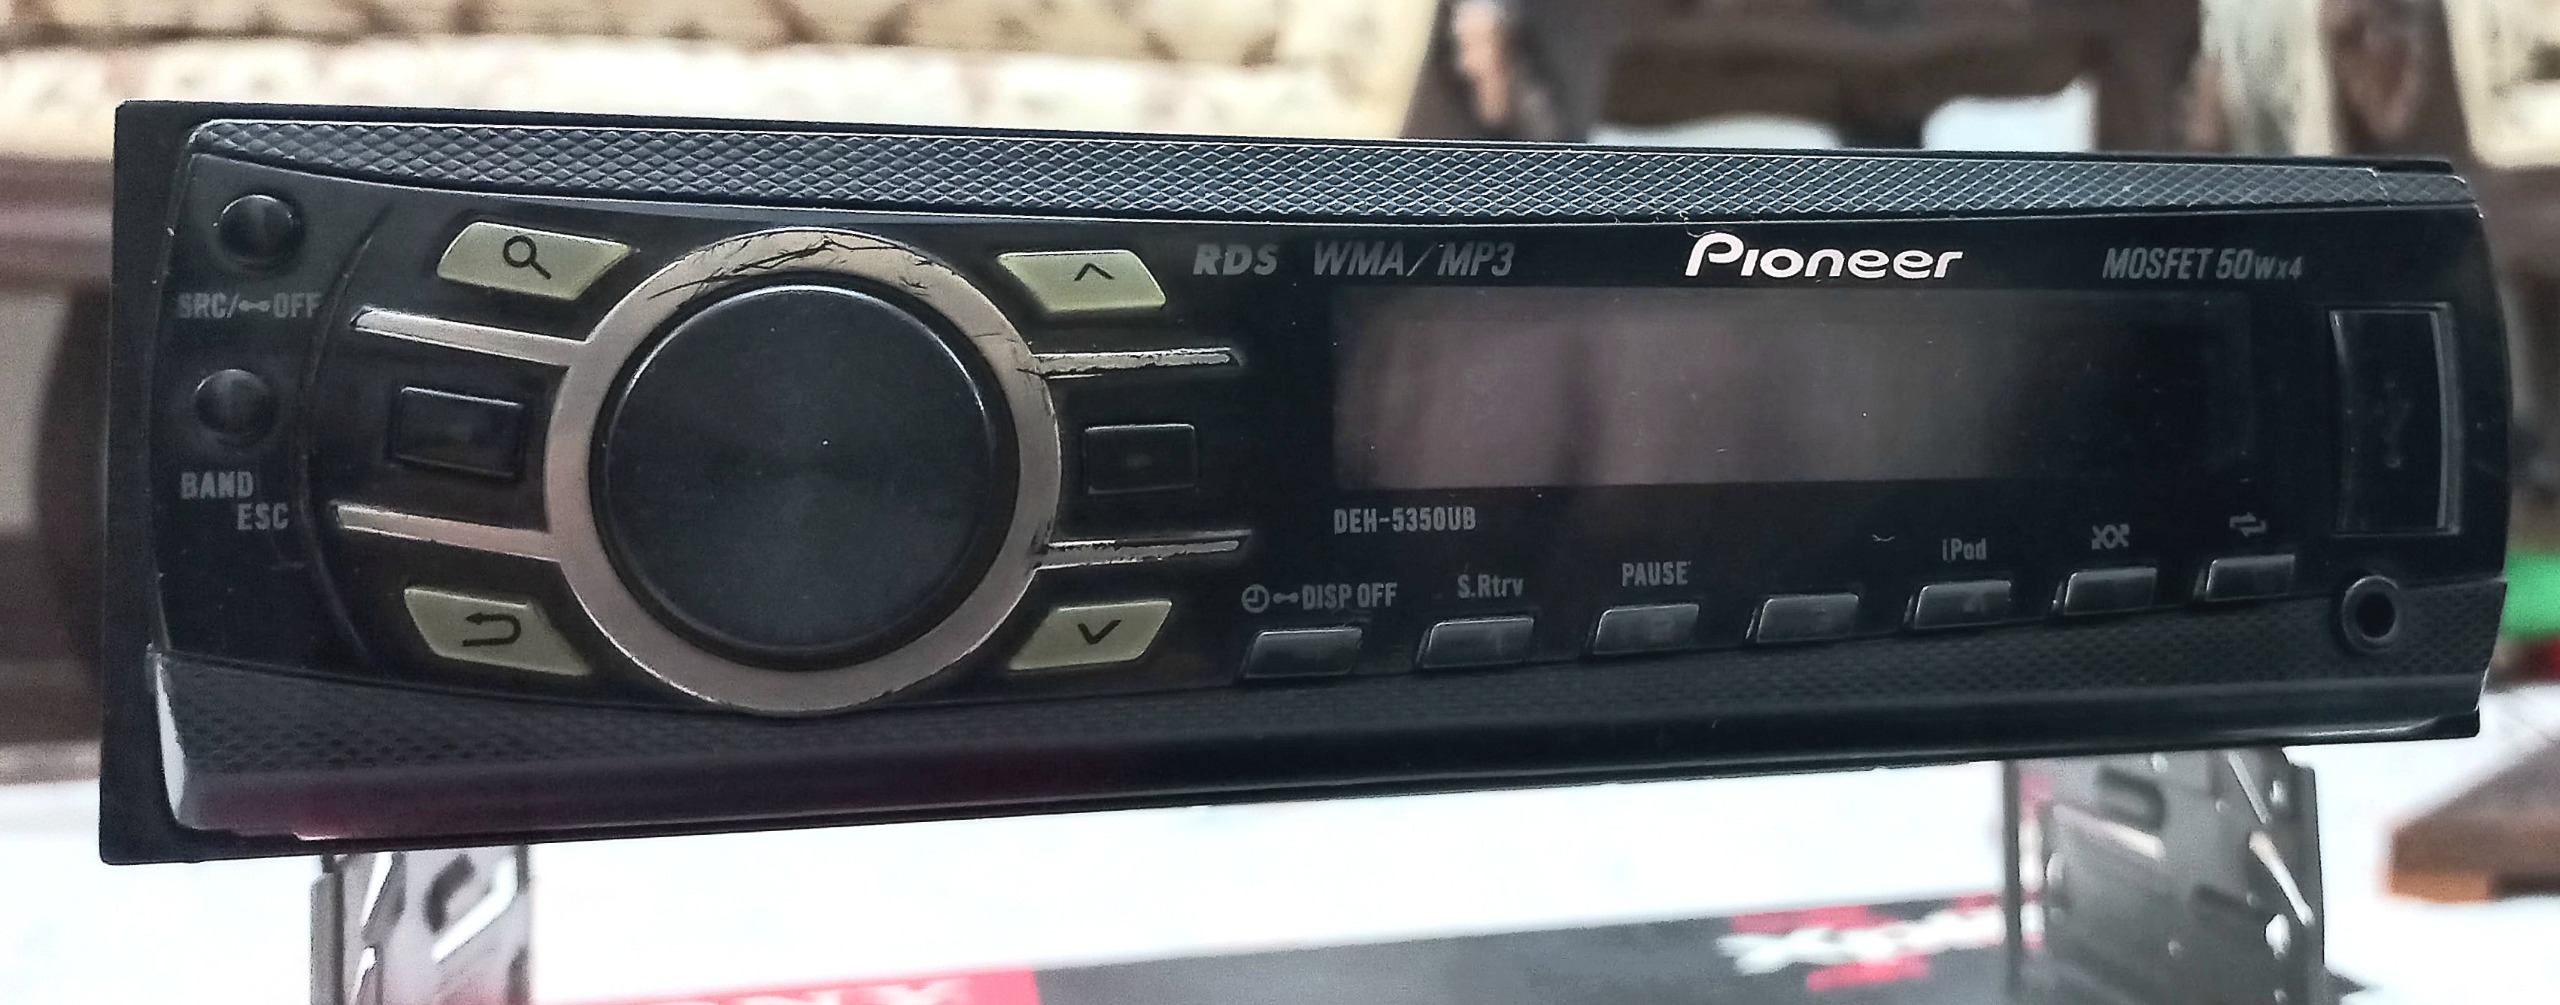 RDS WMA/MP3 Pioneer MOSFET 50Wx4
SRC/OFF
BAND
ESC
DEH-5350UB
DISP OFF S.Rtrv PAUSE iPod